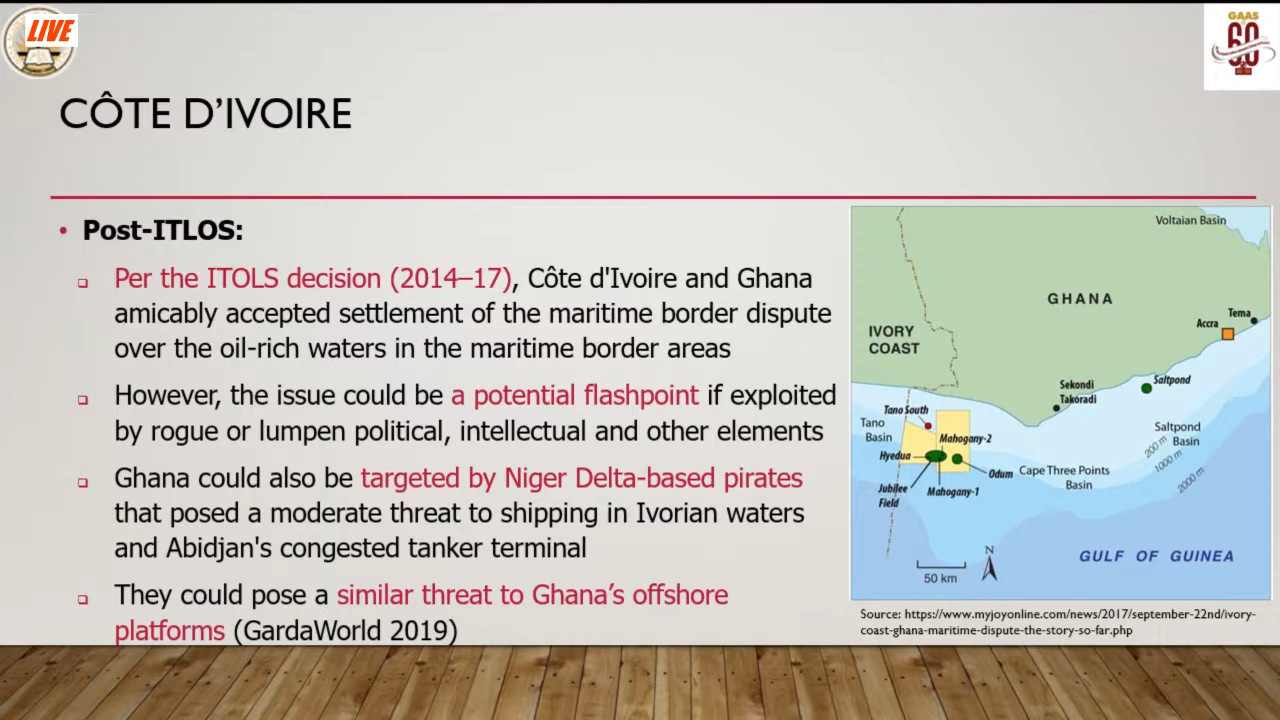 LIVE
GAAS
60
CÔTE D’IVOIRE
• Post-ITLOS:
Per the ITOLS decision (2014–17), Côte d'Ivoire and Ghana
amicably accepted settlement of the maritime border dispute
over the oil-rich waters in the maritime border areas
However, the issue could be a potential flashpoint if exploited
by rogue or lumpen political, intellectual and other elements
Ghana could also be targeted by Niger Delta-based pirates
that posed a moderate threat to shipping in Ivorian waters
and Abidjan's congested tanker terminal
They could pose a similar threat to Ghana’s offshore
platforms (GardaWorld 2019)
Voltaian Basin
GHANA
Tema
Accra
IVORY
COAST
Saltpond
Sekondi
Takoradi
Tano South
Tano
Basin
Mahogany-2
Saltpond
Basin
Hyedua
200 m
1000 m
2000 m
Odum
Cape Three Points
Basin
Jubilee
Field
Mahogany-1
N
GULF OF GUINEA
50 km
Source: https://www.myjoyonline.com/news/2017/september-22nd/ivory-
coast-ghana-maritime-dispute-the-story-so-far.php